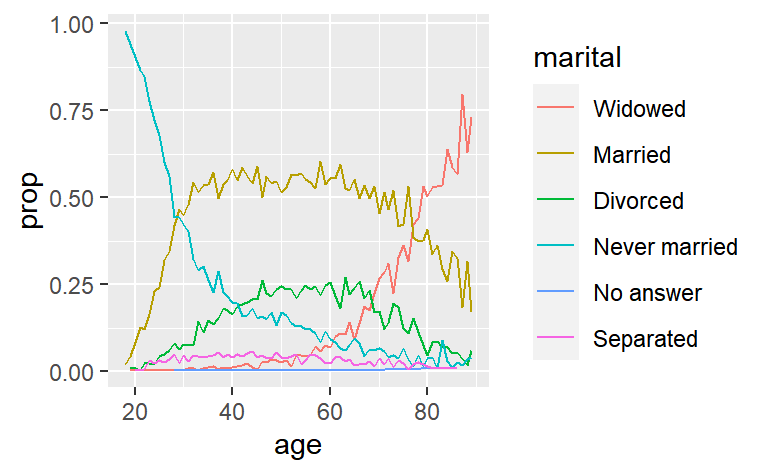 1.00
0.75
0.50
0.25
0.00
prop
20 40 60 80
age
marital
Widowed
Married
Divorced
Never married
No answer
Separated